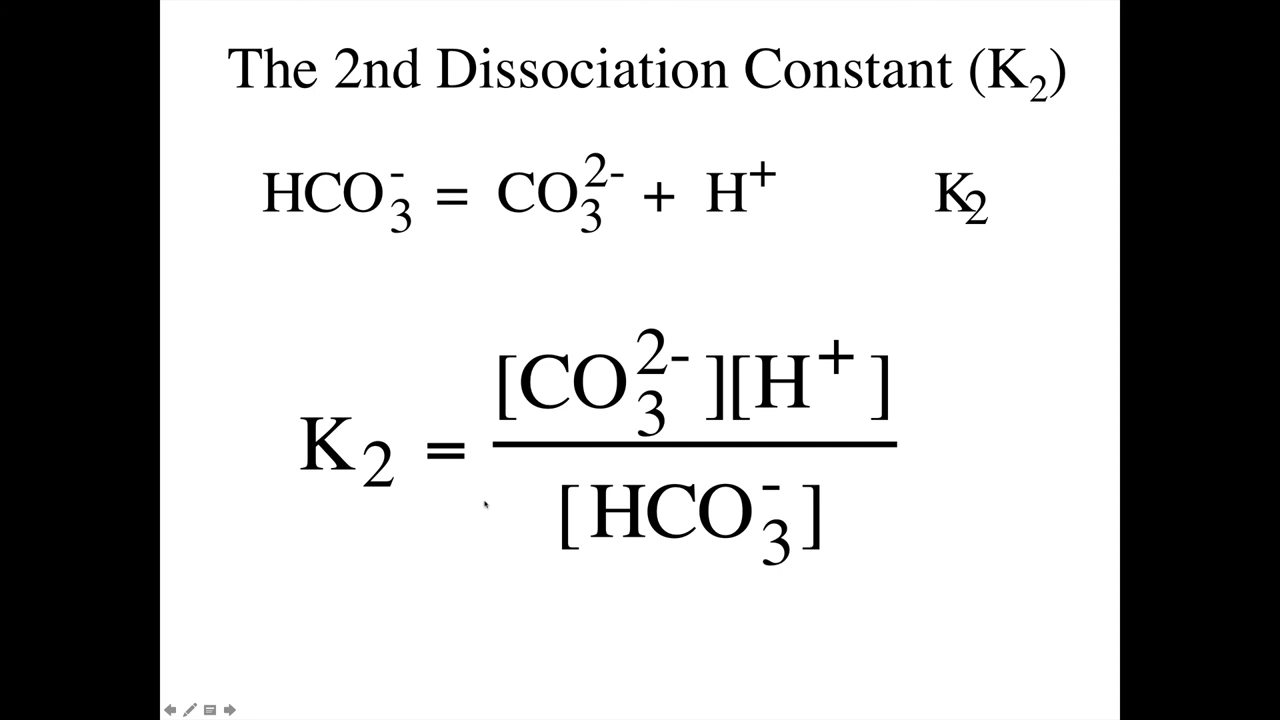 The 2nd Dissociation Constant (K₂)
HCO₃⁻ = CO₃²⁻ + H⁺ K₂
[CO₃²⁻][H⁺]
K₂ =
[HCO₃⁻]